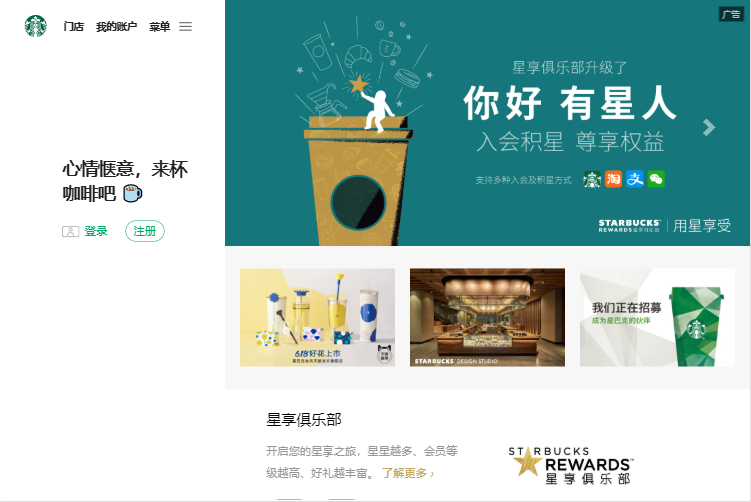 门店 我的账户 菜单
心情惬意，来杯
咖啡吧
登录 注册
广告
星享俱乐部升级了
你好 有星人
入会积星 尊享权益
支持多种入会及积星方式
淘 支
STARBUCKS
REWARDS 星享俱乐部
用星享受
618好花上市
STARBUCKS DESIGN STUDIO
我们正在招募
成为星巴克的伙伴
星享俱乐部
开启您的星享之旅，星星越多、会员等
级越高、好礼越丰富。 了解更多 ›
STARBUCKS
REWARDS™
星享俱乐部